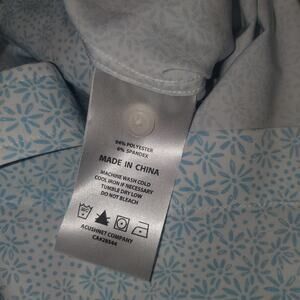 94% POLYESTER
6% SPANDEX
MADE IN CHINA
MACHINE WASH COLD
COOL IRON IF NECESSARY
TUMBLE DRY LOW
DO NOT BLEACH
ACUSHNET COMPANY
CA#28544